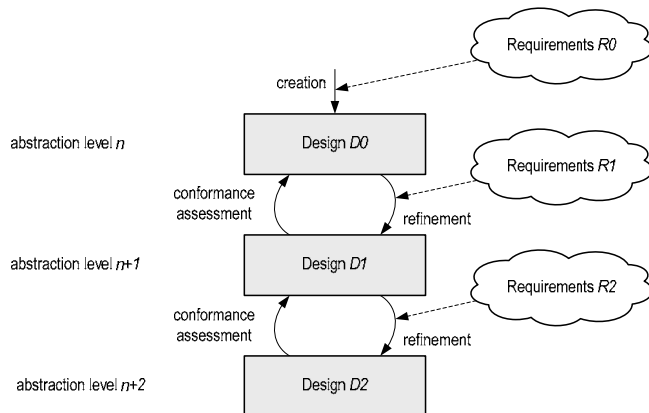 Requirements R0
creation
abstraction level n
Design D0
Requirements R1
conformance
assessment
refinement
abstraction level n+1
Design D1
Requirements R2
conformance
assessment
refinement
abstraction level n+2
Design D2